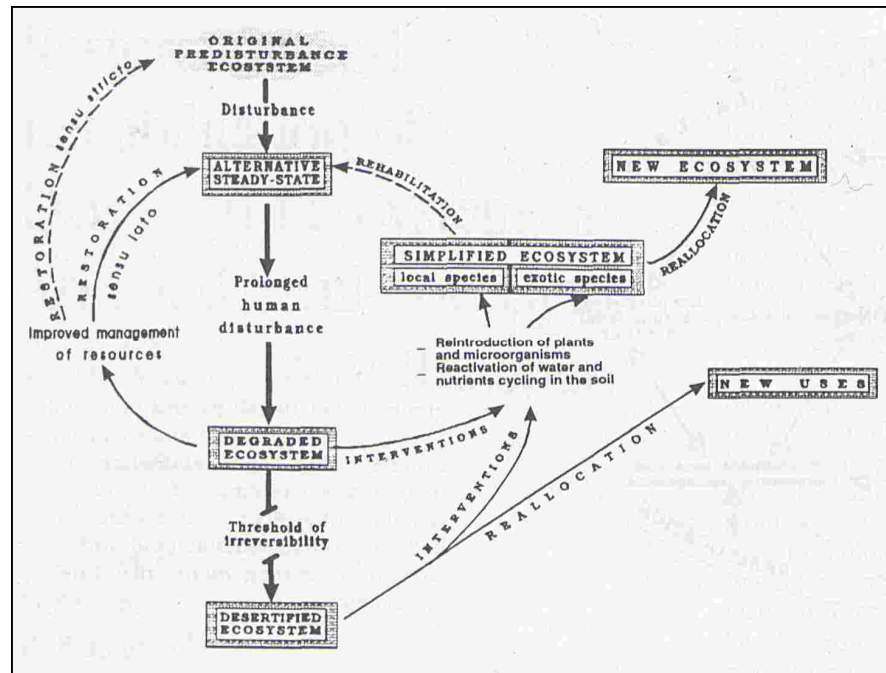 ORIGINAL
PREDISTURBANCE
ECOSYSTEM
Disturbance
ALTERNATIVE
STEADY-STATE
REHABILITATION
RESTORATION sensu stricto
RESTORATION
sensu lato
NEW ECOSYSTEM
REALLOCATION
SIMPLIFIED ECOSYSTEM
local species
exotic species
Prolonged
human
disturbance
Improved management
of resources
Reintroduction of plants
and microorganisms
Reactivation of water and
nutrients cycling in the soil
NEW USES
DEGRADED
ECOSYSTEM
INTERVENTIONS
INTERVENTIONS
REALLOCATION
Threshold of
irreversibility
DESERTIFIED
ECOSYSTEM